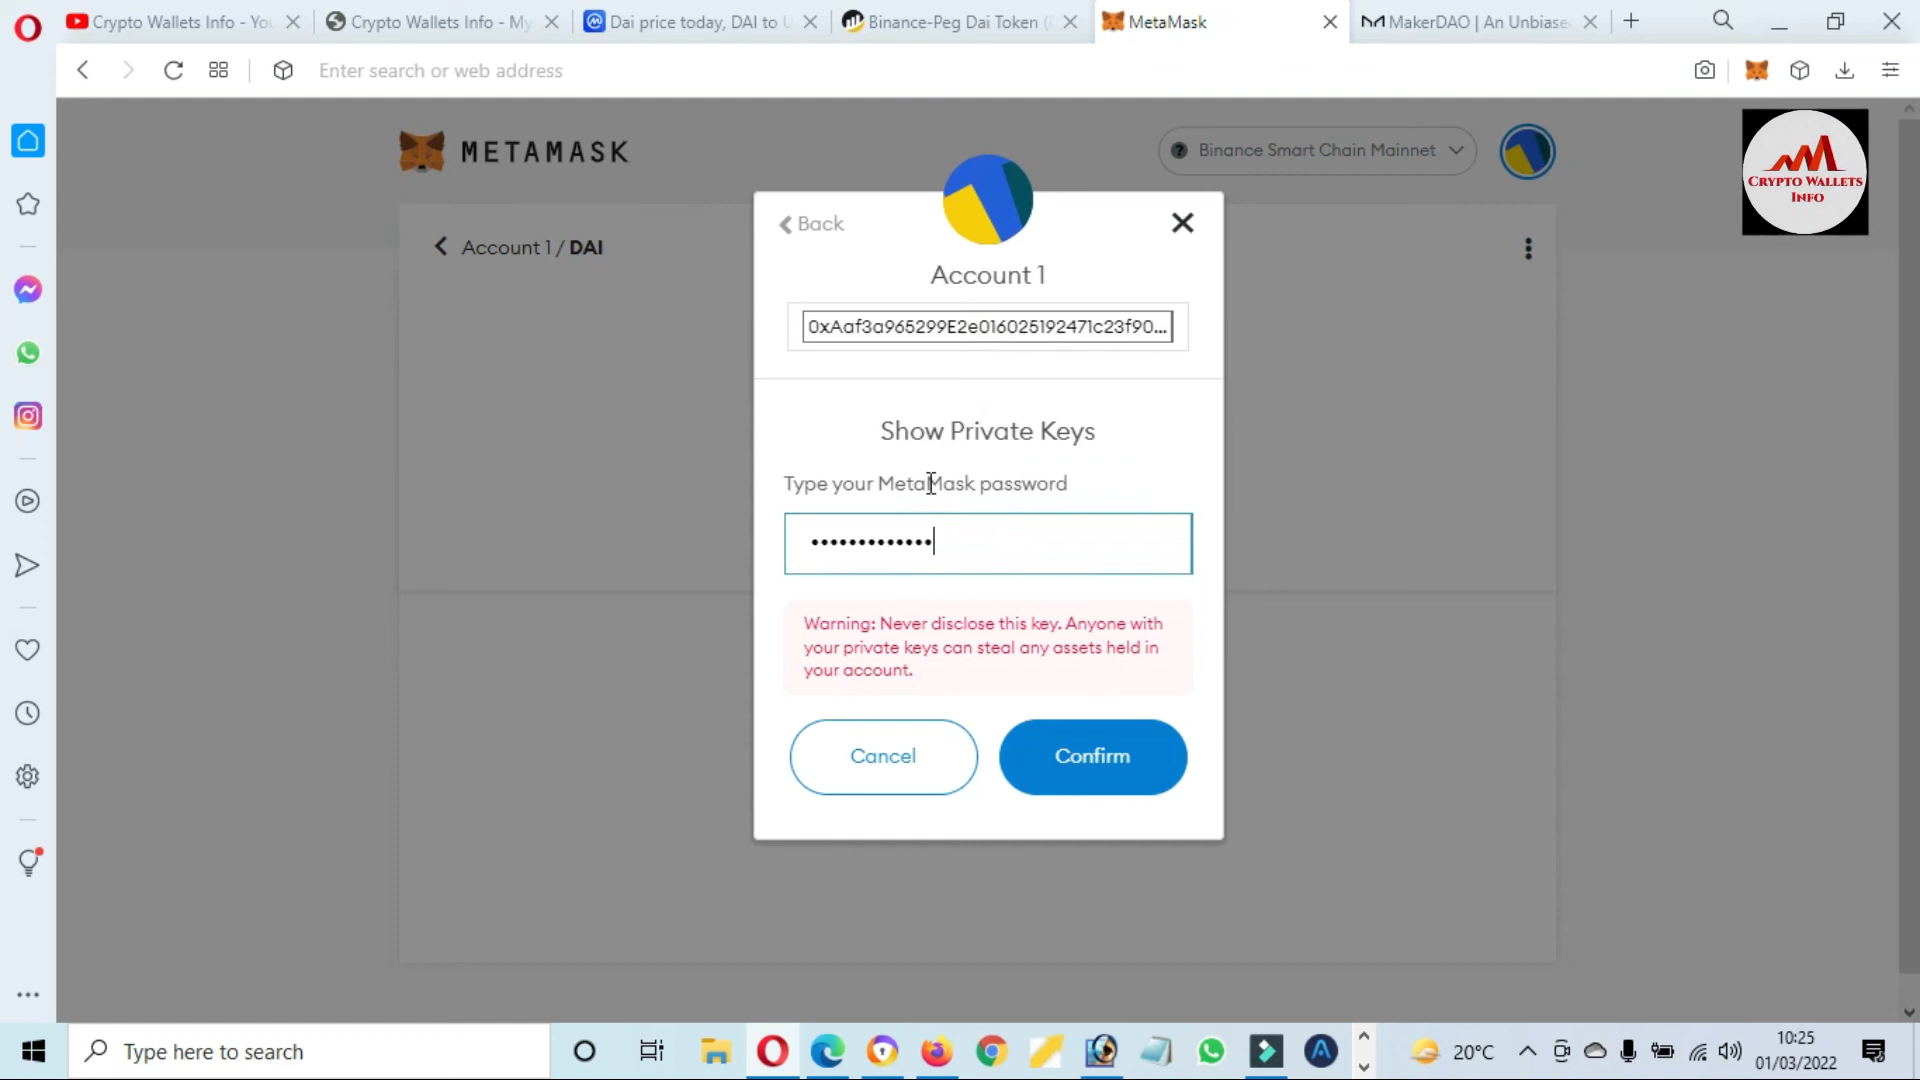 Crypto Wallets Info - You
Crypto Wallets Info - My
Dai price today, DAI to U
Binance-Peg Dai Token (
MetaMask
MakerDAO | An Unbiase
Enter search or web address
METAMASK
Binance Smart Chain Mainnet
CRYPTO WALLETS
INFO
Back
Account 1 / DAI
Account 1
0xAaf3a965299E2e016025192471c23f90...
Show Private Keys
Type your MetaMask password
•••••••••••••
Warning: Never disclose this key. Anyone with
your private keys can steal any assets held in
your account.
Cancel
Confirm
Type here to search
20°C
10:25
01/03/2022